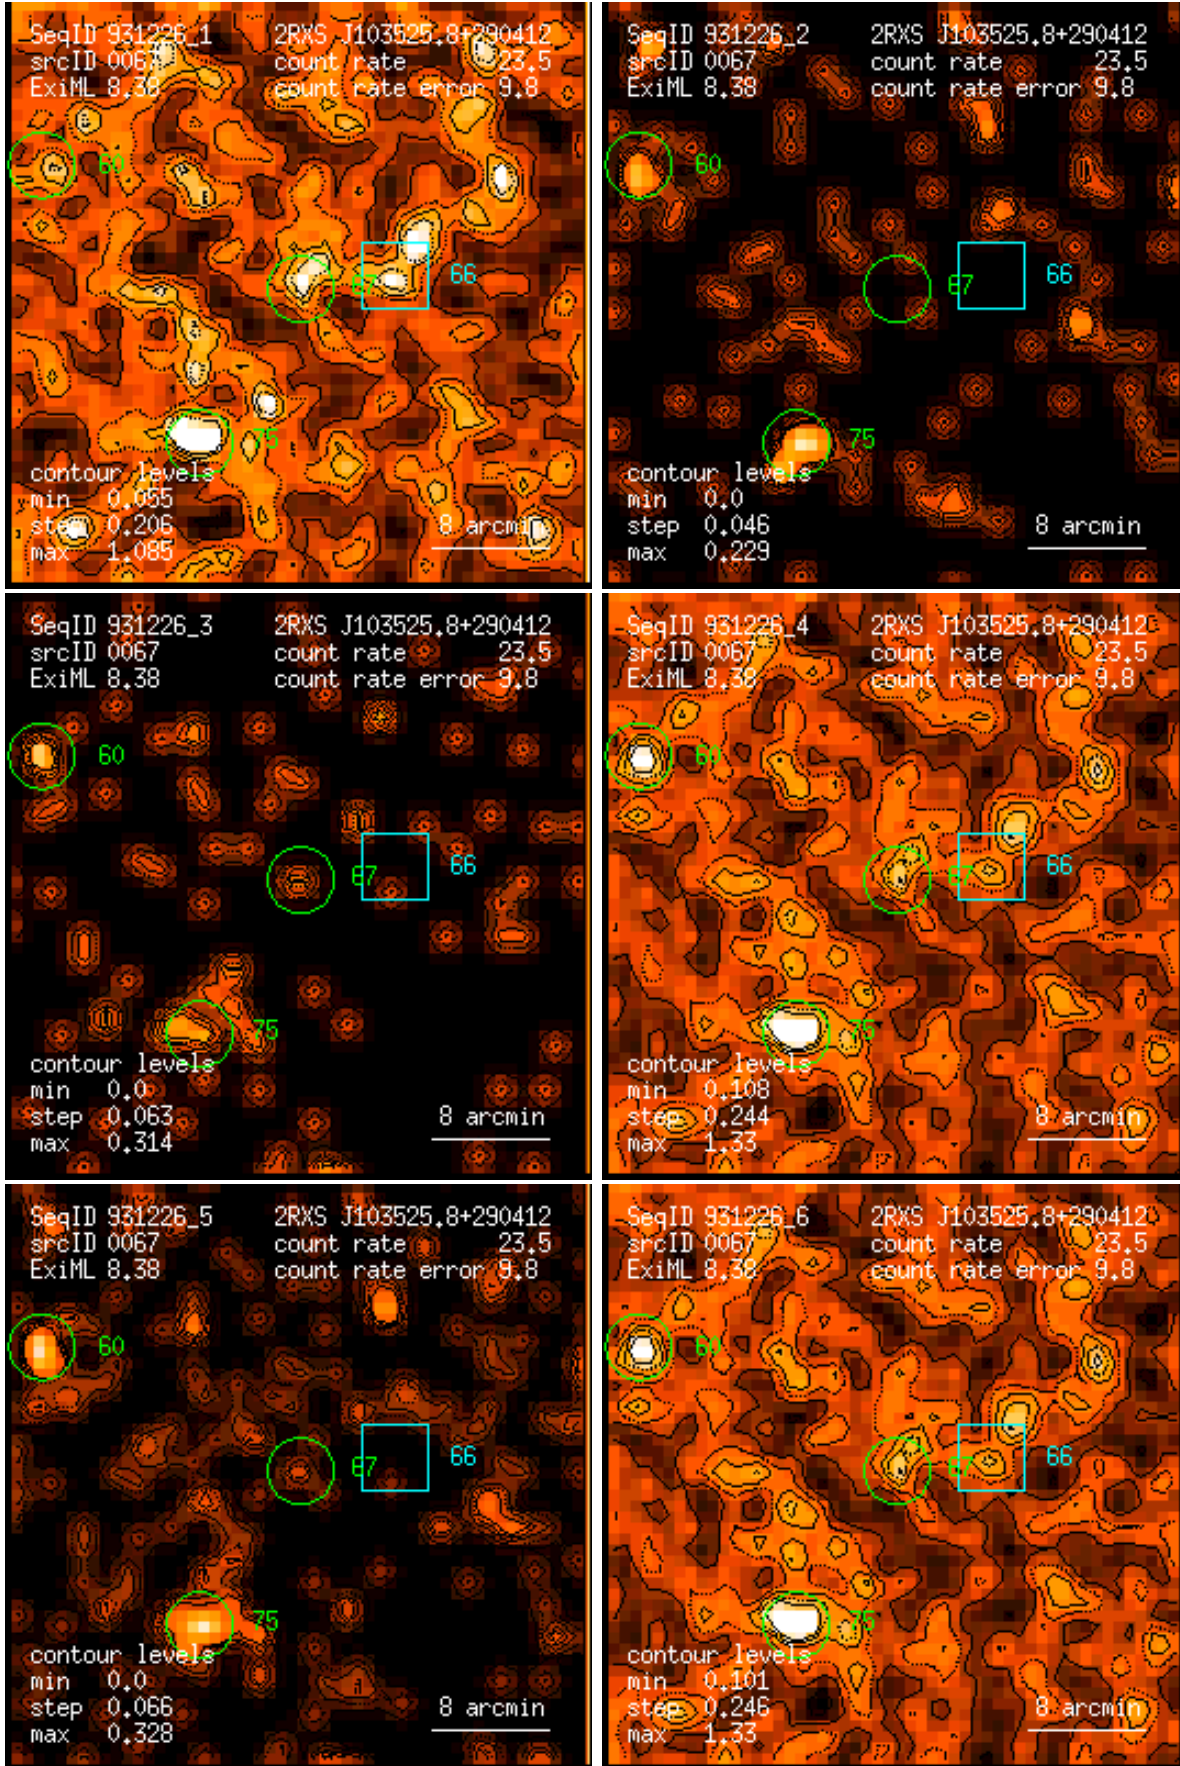 SeqID 931226_1 2RXS J103525.8+290412
srcID 0067 count rate 23.5
ExiML 8.38 count rate error 9.8
60
67
66
75
contour levels
min 0.055
step 0.206
max 1.085
8 arcmin
SeqID 931226_2 2RXS J103525.8+290412
srcID 0067 count rate 23.5
ExiML 8.38 count rate error 9.8
60
67
66
75
contour levels
min 0.0
step 0.046
max 0.229
8 arcmin
SeqID 931226_3 2RXS J103525.8+290412
srcID 0067 count rate 23.5
ExiML 8.38 count rate error 9.8
60
67
66
75
contour levels
min 0.0
step 0.063
max 0.314
8 arcmin
SeqID 931226_4 2RXS J103525.8+290412
srcID 0067 count rate 23.5
ExiML 8.38 count rate error 9.8
60
67
66
75
contour levels
min 0.108
step 0.244
max 1.33
8 arcmin
SeqID 931226_5 2RXS J103525.8+290412
srcID 0067 count rate 23.5
ExiML 8.38 count rate error 9.8
60
67
66
75
contour levels
min 0.0
step 0.066
max 0.328
8 arcmin
SeqID 931226_6 2RXS J103525.8+290412
srcID 0067 count rate 23.5
ExiML 8.38 count rate error 9.8
60
67
66
75
contour levels
min 0.101
step 0.246
max 1.33
8 arcmin